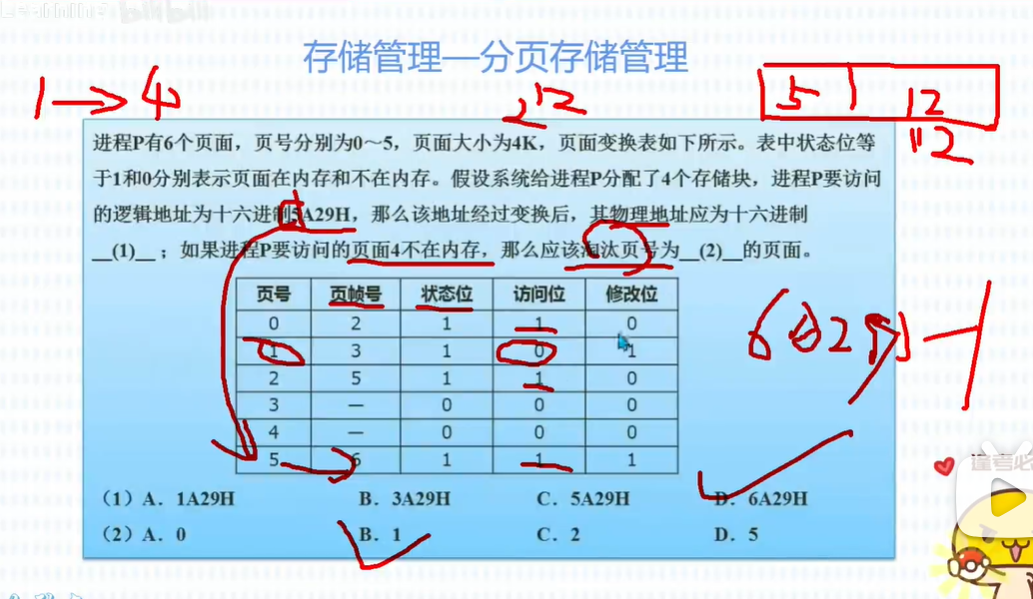 存储管理—分页存储管理
1→4
2^12
5 12
12
进程P有6个页面，页号分别为0～5，页面大小为4K，页面变换表如下所示。表中状态位等
于1和0分别表示页面在内存和不在内存。假设系统给进程P分配了4个存储块，进程P要访问
的逻辑地址为十六进制5A29H，那么该地址经过变换后，其物理地址应为十六进制
__(1)__；如果进程P要访问的页面4不在内存，那么应该淘汰页号为__(2)__的页面。
页号 页帧号 状态位 访问位 修改位
0 2 1 1 0
1 3 1 0 1
2 5 1 1 0
3 — 0 0 0
4 — 0 0 0
5 6 1 1 1
（1）A．1A29H B．3A29H C．5A29H D．6A29H
（2）A．0 B．1 C．2 D．5